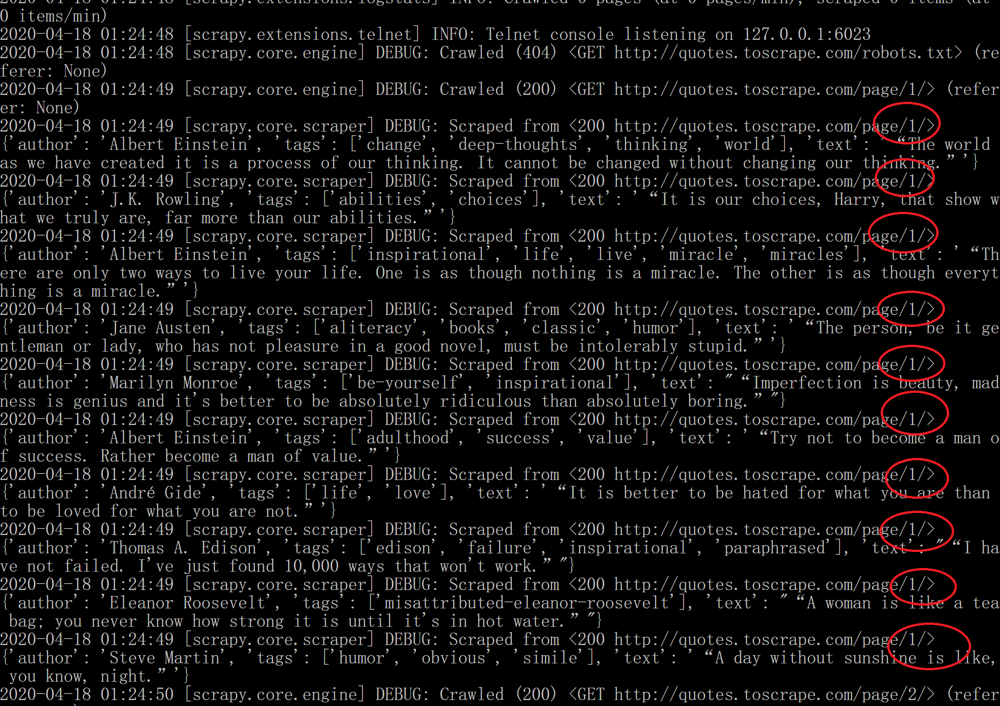 2020-04-18 01:24:48 [scrapy.extensions.logstats] INFO: Crawled 0 pages (at 0 pages/min), scraped 0 items (at
0 items/min)
2020-04-18 01:24:48 [scrapy.extensions.telnet] INFO: Telnet console listening on 127.0.0.1:6023
2020-04-18 01:24:48 [scrapy.core.engine] DEBUG: Crawled (404) <GET http://quotes.toscrape.com/robots.txt> (re
ferer: None)
2020-04-18 01:24:49 [scrapy.core.engine] DEBUG: Crawled (200) <GET http://quotes.toscrape.com/page/1/> (refer
er: None)
2020-04-18 01:24:49 [scrapy.core.scraper] DEBUG: Scraped from <200 http://quotes.toscrape.com/page/1/>
{'author': 'Albert Einstein', 'tags': ['change', 'deep-thoughts', 'thinking', 'world'], 'text': '“The world
as we have created it is a process of our thinking. It cannot be changed without changing our thinking.”'}
2020-04-18 01:24:49 [scrapy.core.scraper] DEBUG: Scraped from <200 http://quotes.toscrape.com/page/1/>
{'author': 'J.K. Rowling', 'tags': ['abilities', 'choices'], 'text': '“It is our choices, Harry, that show w
hat we truly are, far more than our abilities.”'}
2020-04-18 01:24:49 [scrapy.core.scraper] DEBUG: Scraped from <200 http://quotes.toscrape.com/page/1/>
{'author': 'Albert Einstein', 'tags': ['inspirational', 'life', 'live', 'miracle', 'miracles'], 'text': '“Th
ere are only two ways to live your life. One is as though nothing is a miracle. The other is as though everyt
hing is a miracle.”'}
2020-04-18 01:24:49 [scrapy.core.scraper] DEBUG: Scraped from <200 http://quotes.toscrape.com/page/1/>
{'author': 'Jane Austen', 'tags': ['aliteracy', 'books', 'classic', 'humor'], 'text': '“The person, be it ge
ntleman or lady, who has not pleasure in a good novel, must be intolerably stupid.”'}
2020-04-18 01:24:49 [scrapy.core.scraper] DEBUG: Scraped from <200 http://quotes.toscrape.com/page/1/>
{'author': 'Marilyn Monroe', 'tags': ['be-yourself', 'inspirational'], 'text': "“Imperfection is beauty, mad
ness is genius and it's better to be absolutely ridiculous than absolutely boring.”"}
2020-04-18 01:24:49 [scrapy.core.scraper] DEBUG: Scraped from <200 http://quotes.toscrape.com/page/1/>
{'author': 'Albert Einstein', 'tags': ['adulthood', 'success', 'value'], 'text': '“Try not to become a man o
f success. Rather become a man of value.”'}
2020-04-18 01:24:49 [scrapy.core.scraper] DEBUG: Scraped from <200 http://quotes.toscrape.com/page/1/>
{'author': 'André Gide', 'tags': ['life', 'love'], 'text': '“It is better to be hated for what you are than
to be loved for what you are not.”'}
2020-04-18 01:24:49 [scrapy.core.scraper] DEBUG: Scraped from <200 http://quotes.toscrape.com/page/1/>
{'author': 'Thomas A. Edison', 'tags': ['edison', 'failure', 'inspirational', 'paraphrased'], 'text': "“I ha
ve not failed. I've just found 10,000 ways that won't work.”"}
2020-04-18 01:24:49 [scrapy.core.scraper] DEBUG: Scraped from <200 http://quotes.toscrape.com/page/1/>
{'author': 'Eleanor Roosevelt', 'tags': ['misattributed-eleanor-roosevelt'], 'text': "“A woman is like a tea
bag; you never know how strong it is until it's in hot water.”"}
2020-04-18 01:24:49 [scrapy.core.scraper] DEBUG: Scraped from <200 http://quotes.toscrape.com/page/1/>
{'author': 'Steve Martin', 'tags': ['humor', 'obvious', 'simile'], 'text': '“A day without sunshine is like,
you know, night.”'}
2020-04-18 01:24:50 [scrapy.core.engine] DEBUG: Crawled (200) <GET http://quotes.toscrape.com/page/2/> (refer